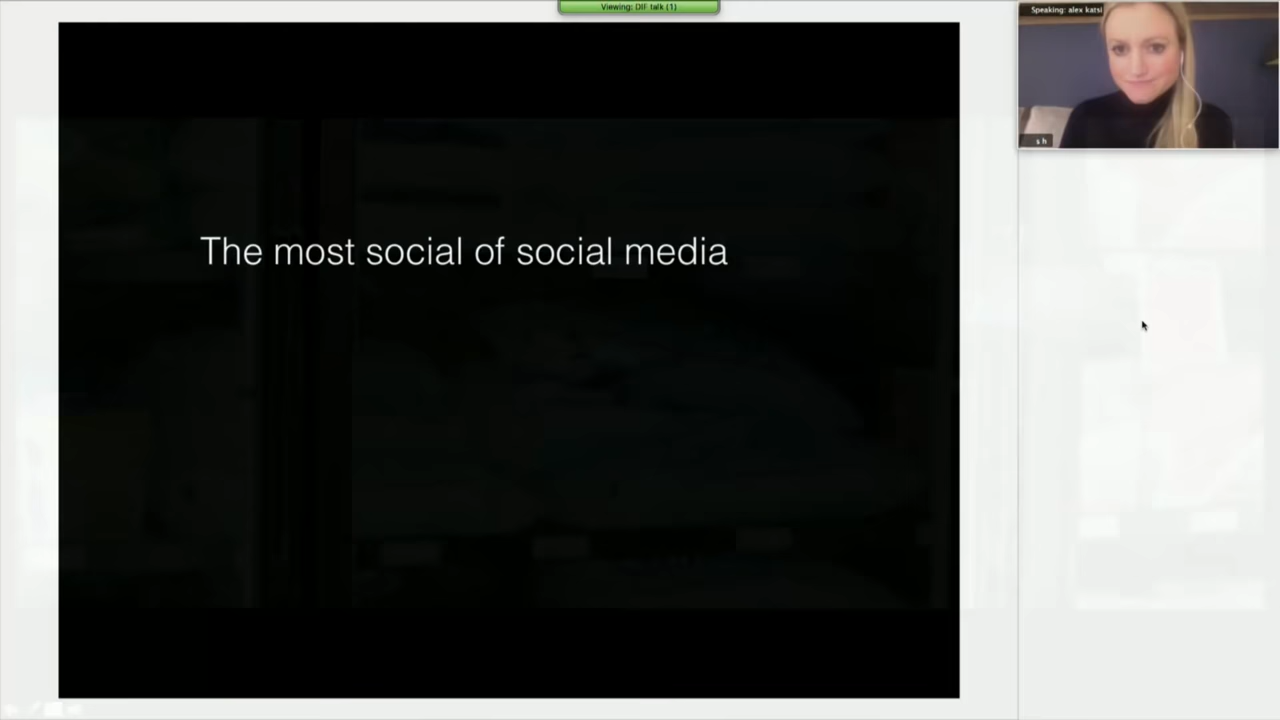 Viewing: DIF talk (1)
Speaking: alex katsi
The most social of social media
s h